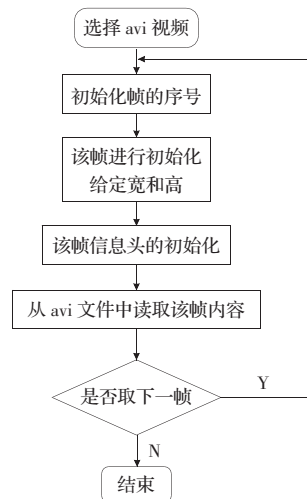 选择 avi 视频
初始化帧的序号
该帧进行初始化
给定宽和高
该帧信息头的初始化
从 avi 文件中读取该帧内容
是否取下一帧
Y
N
结束